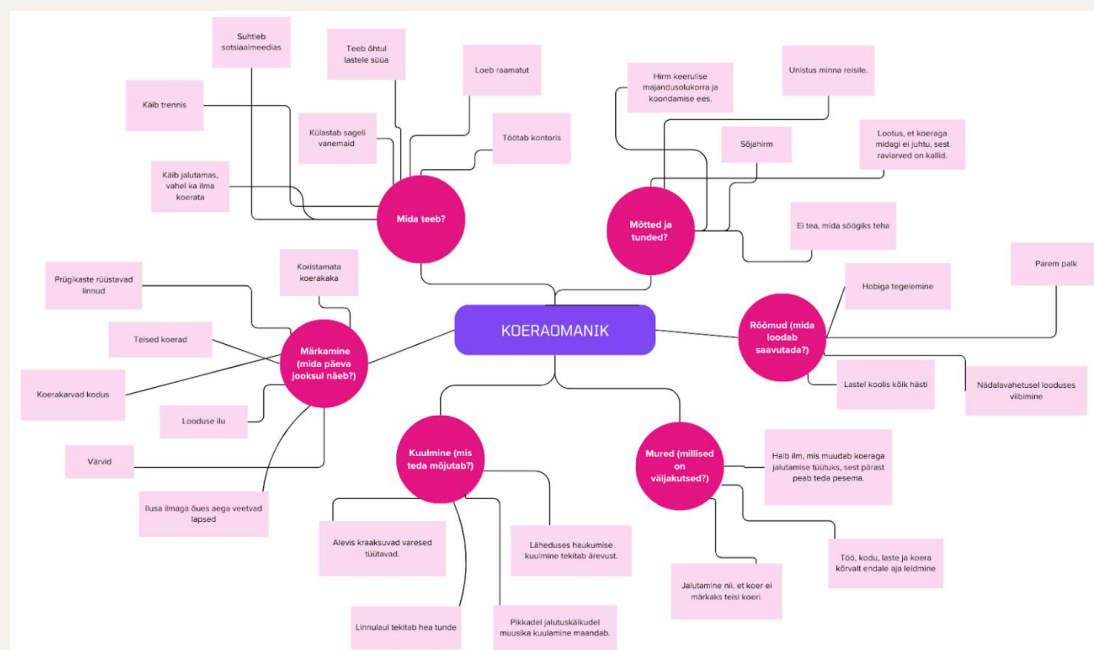 Suhtleb
sotsiaalmeedias
Teeb õhtul
lastele süüa
Loeb raamatut
Käib trennis
Külastab sageli
vanemaid
Töötab kontoris
Käib jalutamas,
vahel ka ilma
koerata
Mida teeb?
Hirm keerulise
majandusolukorra ja
koondamise ees.
Unistus minna reisile.
Sõjahirm
Lootus, et koeraga
midagi ei juhtu, sest
raviarved on kallid.
Mõtted ja
tunded?
Ei tea, mida söögiks teha
Prügikaste rüüstavad
linnud
Koristamata
koerakaka
Teised koerad
Märkamine
(mida päeva
jooksul näeb?)
Koerakarvad kodus
Looduse ilu
Värvid
Ilusa ilmaga õues aega veetvad
lapsed
KOERAOMANIK
Rõõmud (mida
loodab
saavutada?)
Hobiga tegelemine
Parem palk
Lastel koolis kõik hästi
Nädalavahetusel looduses
viibimine
Kuulmine (mis
teda mõjutab?)
Alevis kraaksuvad varesed
tüütavad.
Läheduses haukumise
kuulmine tekitab ärevust.
Linnulaul tekitab hea tunde
Pikkadel jalutuskäikudel
muusika kuulamine maandab.
Mured (millised
on
väljakutsed?)
Halb ilm, mis muudab koeraga
jalutamise tüütuks, sest pärast
peab teda pesema.
Töö, kodu, laste ja koera
kõrvalt endale aja leidmine
Jalutamine nii, et koer ei
märkaks teisi koeri.